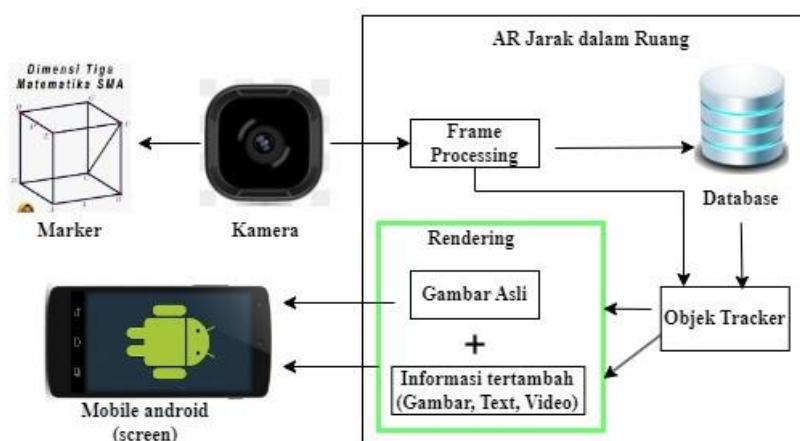 AR Jarak dalam Ruang
Dimensi Tiga
Matematika SMA
Marker
Kamera
Frame
Processing
Database
Rendering
Gambar Asli
+
Informasi tertambah
(Gambar, Text, Video)
Objek Tracker
Mobile android
(screen)